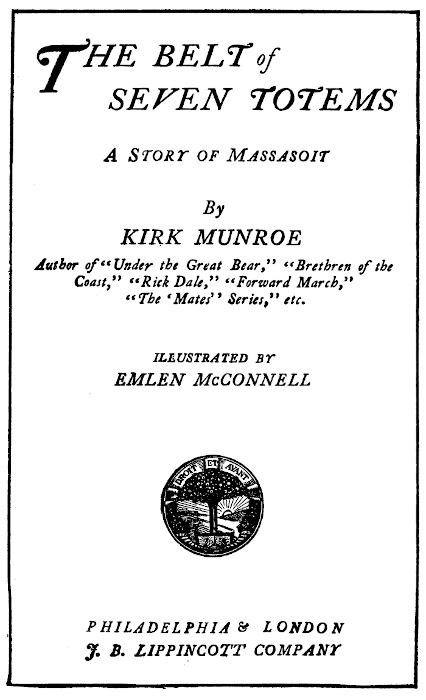 THE BELT of
SEVEN TOTEMS
A STORY OF MASSASOIT
By
KIRK MUNROE
Author of “Under the Great Bear,” “Brethren of the
Coast,” “Rick Dale,” “Forward March,”
“The ‘Mates’ Series,” etc.
ILLUSTRATED BY
EMLEN McCONNELL
DROIT ET AVANT
PHILADELPHIA & LONDON
J. B. LIPPINCOTT COMPANY